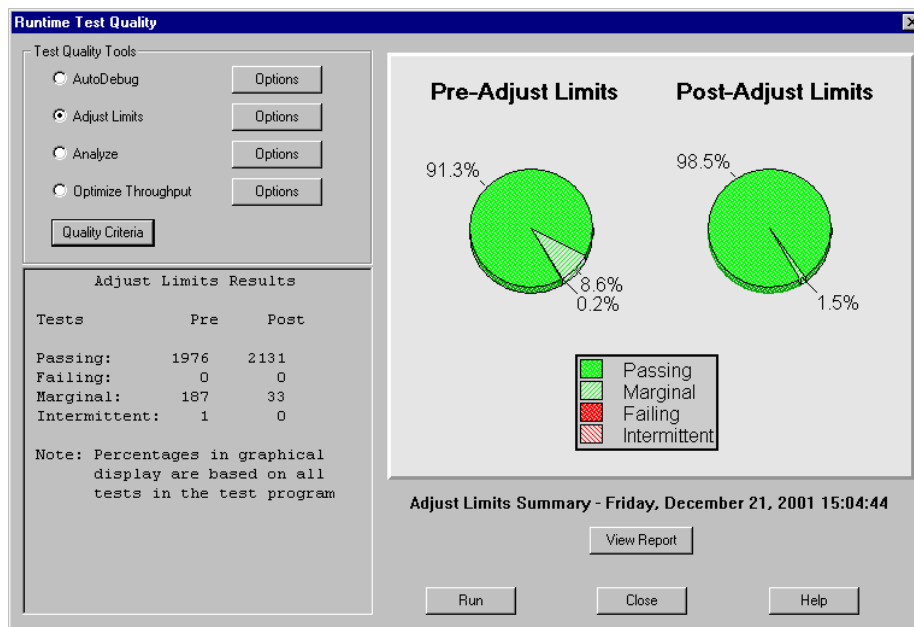 Runtime Test Quality
Test Quality Tools
AutoDebug
Options
Adjust Limits
Options
Analyze
Options
Optimize Throughput
Options
Quality Criteria
Adjust Limits Results
Tests Pre Post
Passing: 1976 2131
Failing: 0 0
Marginal: 187 33
Intermittent: 1 0
Note: Percentages in graphical
display are based on all
tests in the test program
Pre-Adjust Limits
Post-Adjust Limits
91.3%
8.6%
0.2%
98.5%
1.5%
Passing
Marginal
Failing
Intermittent
Adjust Limits Summary - Friday, December 21, 2001 15:04:44
View Report
Run
Close
Help